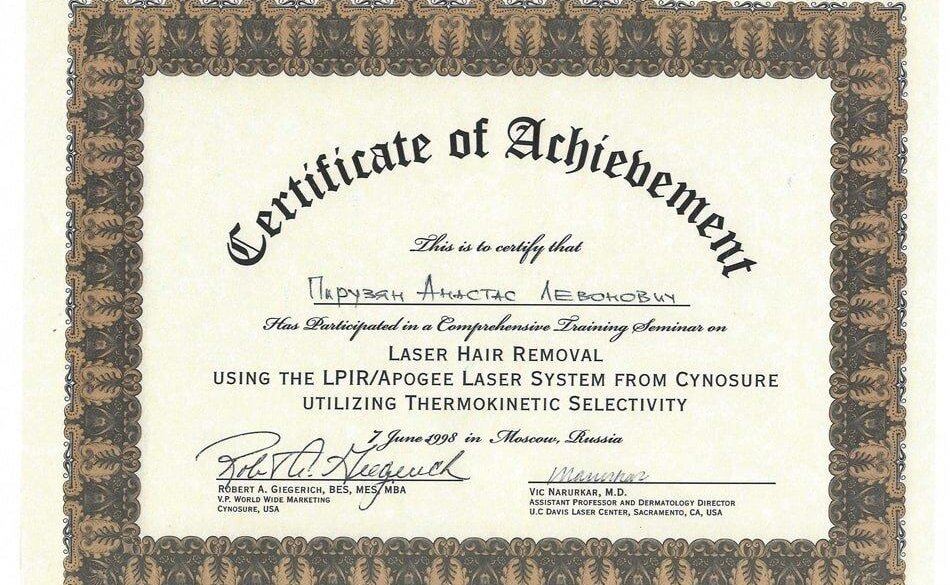 Certificate of Achievement
This is to certify that
Пирузян Анастас Левонович
Has Participated in a Comprehensive Training Seminar on
LASER HAIR REMOVAL
USING THE LPIR/APOGEE LASER SYSTEM FROM CYNOSURE
UTILIZING THERMOKINETIC SELECTIVITY
7 June 1998 in Moscow, Russia
Robt A. Giegerich
ROBERT A. GIEGERICH, BES, MES, MBA
V.P. WORLD WIDE MARKETING
CYNOSURE, USA
VIC NARURKAR, M.D.
ASSISTANT PROFESSOR AND DERMATOLOGY DIRECTOR
U.C DAVIS LASER CENTER, SACRAMENTO, CA, USA